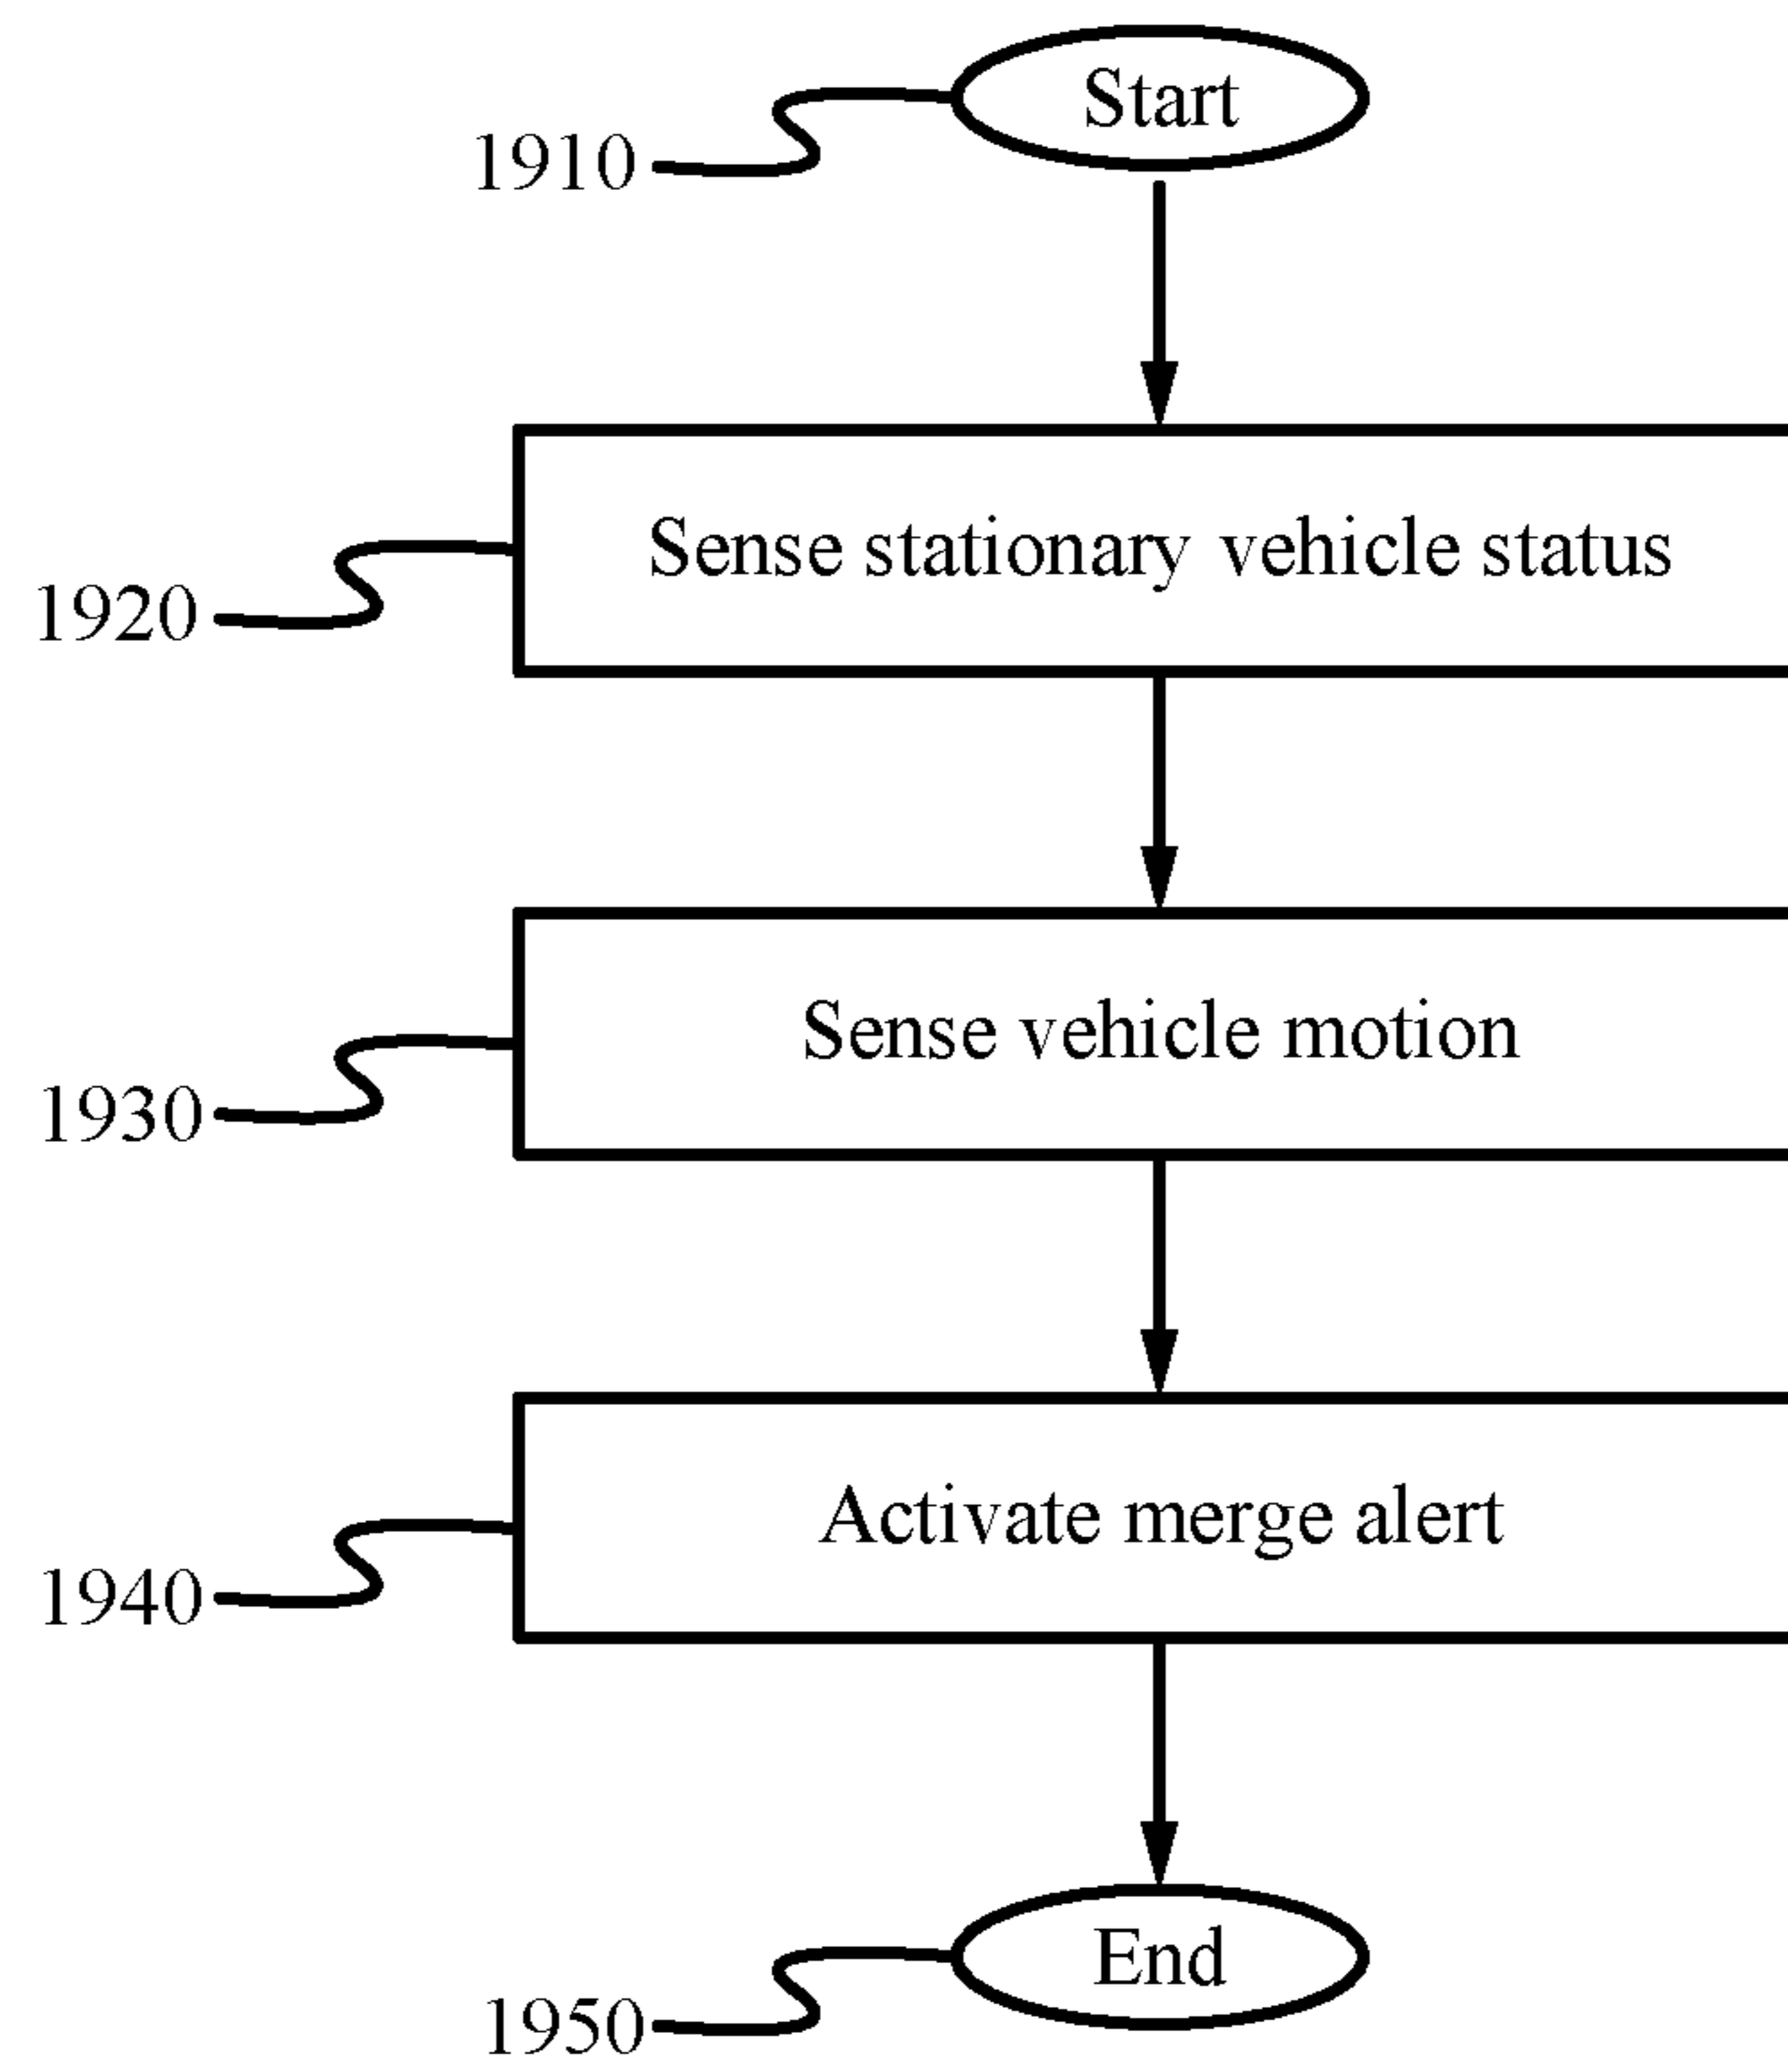 Start
1910
Sense stationary vehicle status
1920
Sense vehicle motion
1930
Activate merge alert
1940
End
1950